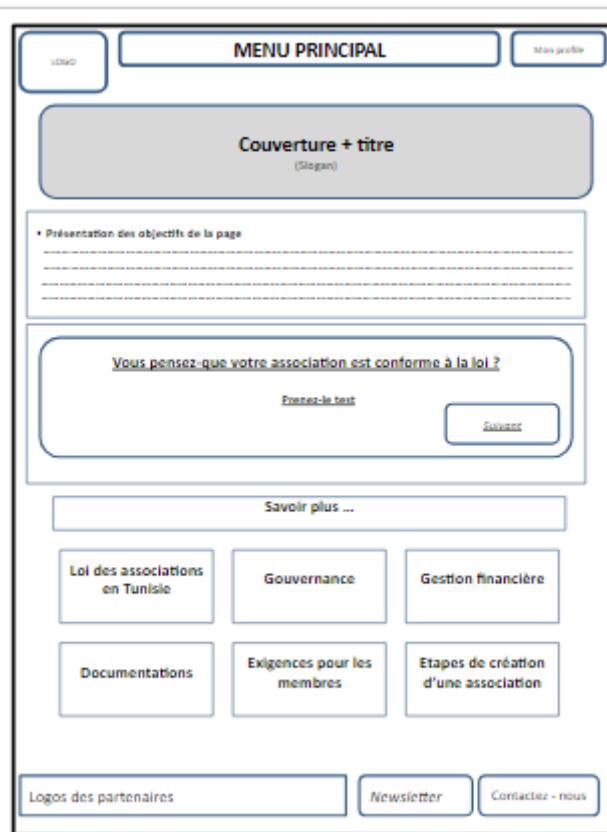 LOGO
MENU PRINCIPAL
Mon profile
Couverture + titre
(Slogan)
• Présentation des objectifs de la page
Vous pensez-que votre association est conforme à la loi ?
Prenez-le test
Suivant
Savoir plus ...
Loi des associations
en Tunisie
Gouvernance
Gestion financière
Documentations
Exigences pour les
membres
Etapes de création
d'une association
Logos des partenaires
Newsletter
Contactez - nous